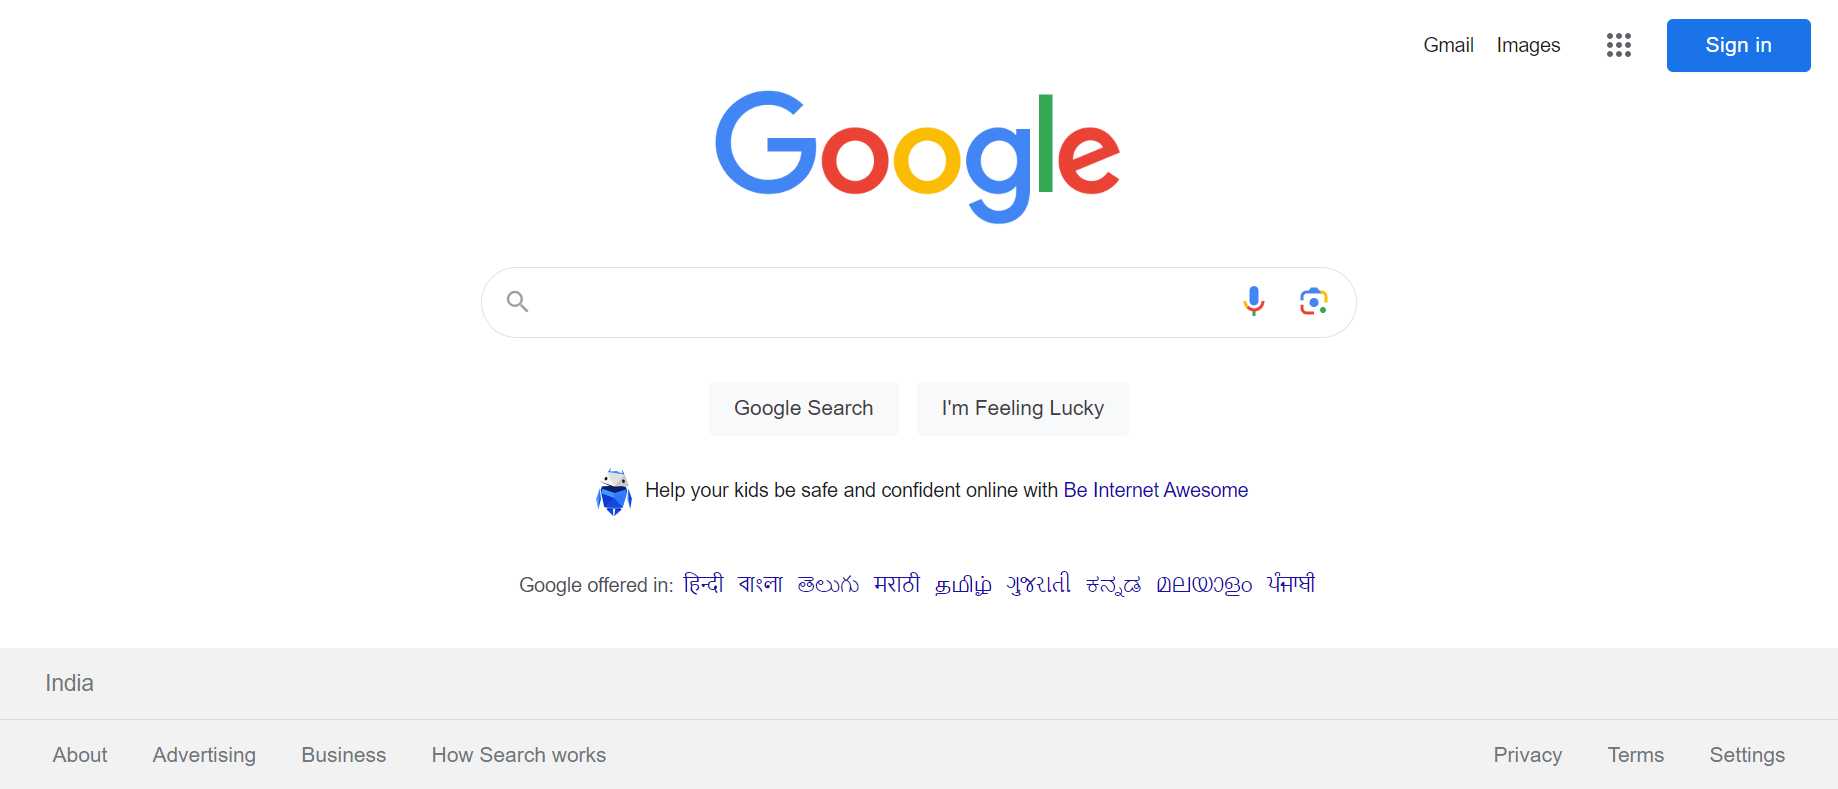 Gmail Images Sign in
Google
Google Search I'm Feeling Lucky
Help your kids be safe and confident online with Be Internet Awesome
Google offered in: हिन्दी বাংলা తెలుగు मराठी தமிழ் ગુજરાતી ಕನ್ನಡ മലയാളം ਪੰਜਾਬੀ
India
About Advertising Business How Search works Privacy Terms Settings